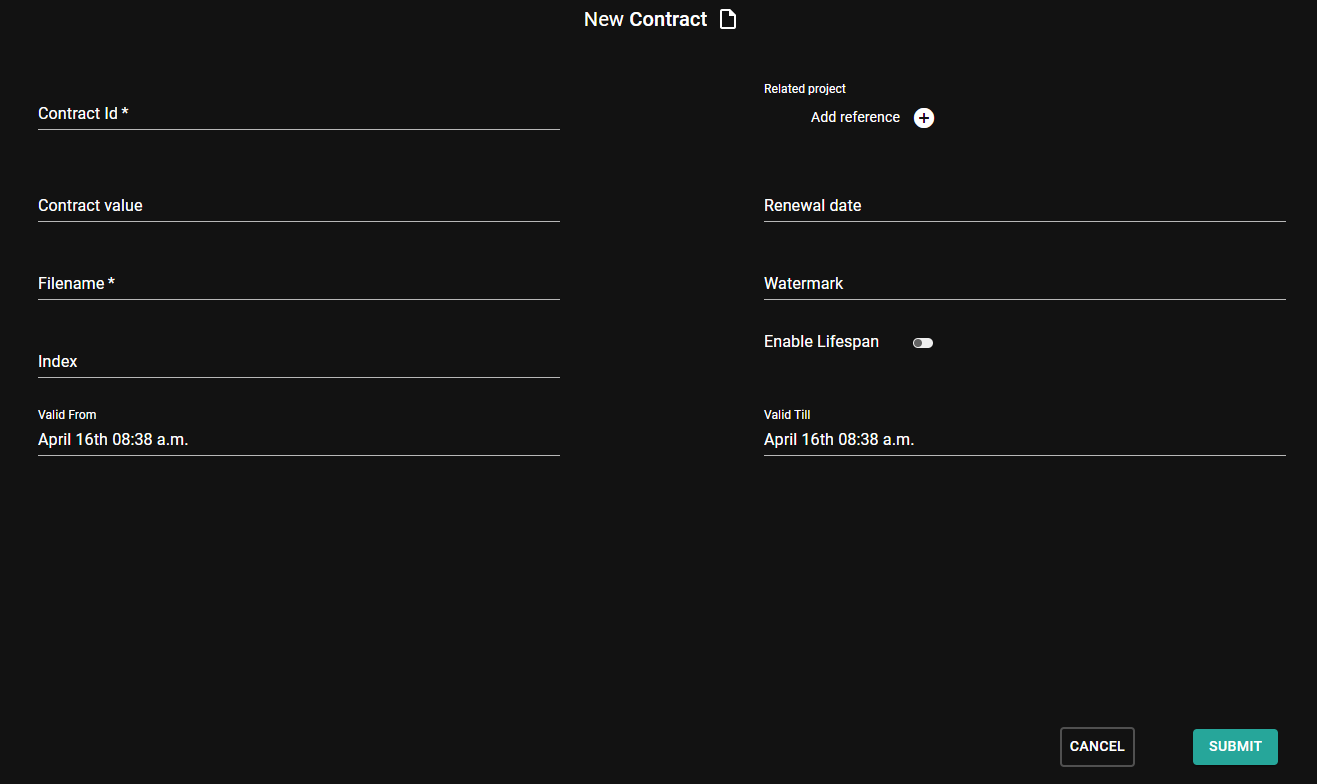 New Contract
Contract Id *
Related project
Add reference
Contract value
Renewal date
Filename *
Watermark
Index
Enable Lifespan
Valid From
April 16th 08:38 a.m.
Valid Till
April 16th 08:38 a.m.
CANCEL
SUBMIT